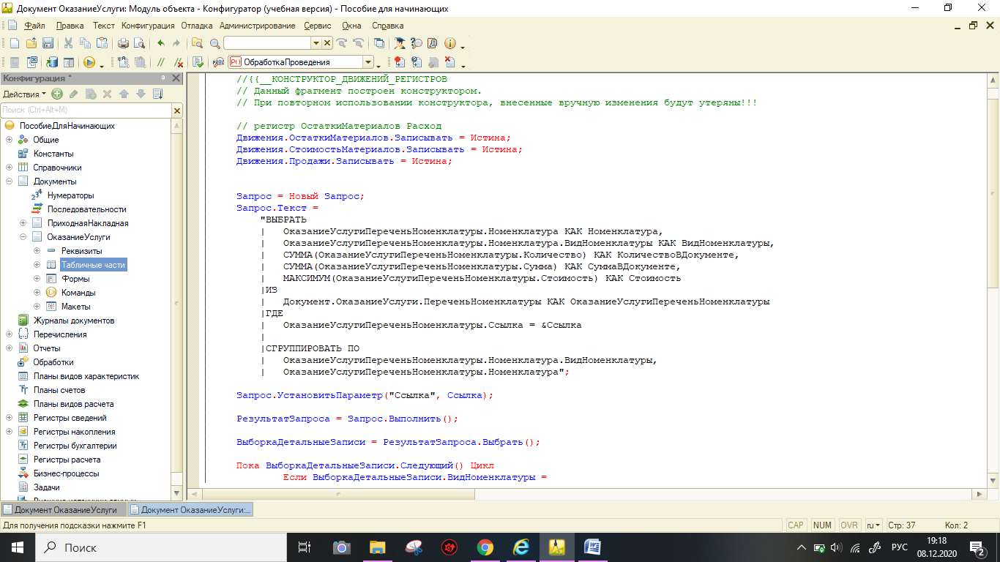 Документ ОказаниеУслуги: Модуль объекта - Конфигуратор (учебная версия) - Пособие для начинающих
Файл Правка Текст Конфигурация Отладка Администрирование Сервис Окна Справка
ОбработкаПроведения
Конфигурация *
Действия
Поиск (Ctrl+Alt+M)
ПособиеДляНачинающих
Общие
Константы
Справочники
Документы
Нумераторы
Последовательности
ПриходнаяНакладная
ОказаниеУслуги
Реквизиты
Табличные части
Формы
Команды
Макеты
Журналы документов
Перечисления
Отчеты
Обработки
Планы видов характеристик
Планы счетов
Планы видов расчета
Регистры сведений
Регистры накопления
Регистры бухгалтерии
Регистры расчета
Бизнес-процессы
Задачи
//{{__КОНСТРУКТОР_ДВИЖЕНИЙ_РЕГИСТРОВ
// Данный фрагмент построен конструктором.
// При повторном использовании конструктора, внесенные вручную изменения будут утеряны!!!
// регистр ОстаткиМатериалов Расход
Движения.ОстаткиМатериалов.Записывать = Истина;
Движения.СтоимостьМатериалов.Записывать = Истина;
Движения.Продажи.Записывать = Истина;
Запрос = Новый Запрос;
Запрос.Текст =
"ВЫБРАТЬ
| ОказаниеУслугиПереченьНоменклатуры.Номенклатура КАК Номенклатура,
| ОказаниеУслугиПереченьНоменклатуры.Номенклатура.ВидНоменклатуры КАК ВидНоменклатуры,
| СУММА(ОказаниеУслугиПереченьНоменклатуры.Количество) КАК КоличествоВДокументе,
| СУММА(ОказаниеУслугиПереченьНоменклатуры.Сумма) КАК СуммаВДокументе,
| МАКСИМУМ(ОказаниеУслугиПереченьНоменклатуры.Стоимость) КАК Стоимость
|ИЗ
| Документ.ОказаниеУслуги.ПереченьНоменклатуры КАК ОказаниеУслугиПереченьНоменклатуры
|ГДЕ
| ОказаниеУслугиПереченьНоменклатуры.Ссылка = &Ссылка
|
|СГРУППИРОВАТЬ ПО
| ОказаниеУслугиПереченьНоменклатуры.Номенклатура.ВидНоменклатуры,
| ОказаниеУслугиПереченьНоменклатуры.Номенклатура";
Запрос.УстановитьПараметр("Ссылка", Ссылка);
РезультатЗапроса = Запрос.Выполнить();
ВыборкаДетальныеЗаписи = РезультатЗапроса.Выбрать();
Пока ВыборкаДетальныеЗаписи.Следующий() Цикл
Если ВыборкаДетальныеЗаписи.ВидНоменклатуры =
Документ ОказаниеУслуги Документ ОказаниеУслуги:...
Для получения подсказки нажмите F1 CAP NUM OVR ru Стр: 37 Кол: 2
Поиск
РУС
19:18
08.12.2020
2